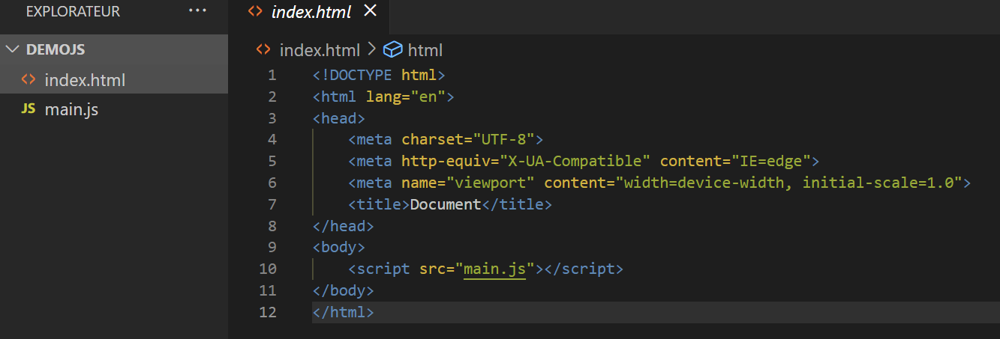 EXPLORATEUR ···
DEMOJS
index.html
JS main.js
index.html
index.html > html
1 <!DOCTYPE html>
2 <html lang="en">
3 <head>
4 <meta charset="UTF-8">
5 <meta http-equiv="X-UA-Compatible" content="IE=edge">
6 <meta name="viewport" content="width=device-width, initial-scale=1.0">
7 <title>Document</title>
8 </head>
9 <body>
10 <script src="main.js"></script>
11 </body>
12 </html>